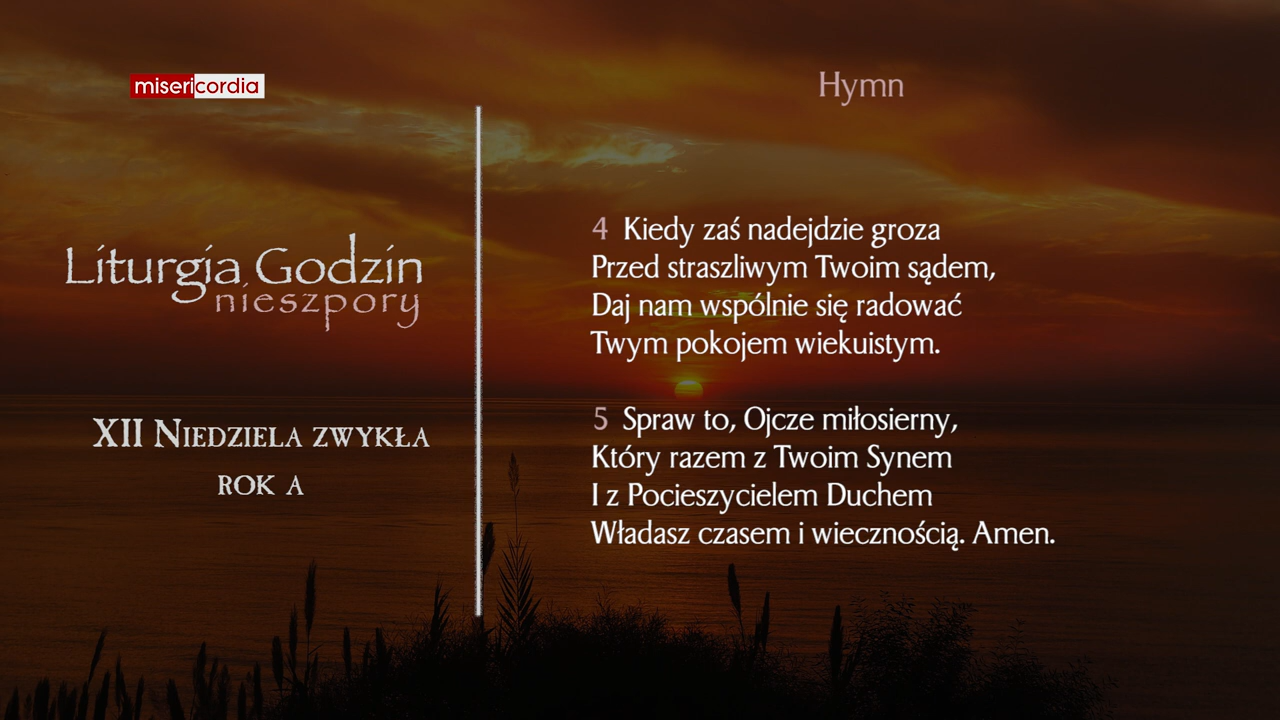 misericordia
Liturgia Godzin
nieszpory
XII Niedziela zwykła
rok a
Hymn
4 Kiedy zaś nadejdzie groza
Przed straszliwym Twoim sądem,
Daj nam wspólnie się radować
Twym pokojem wiekuistym.
5 Spraw to, Ojcze miłosierny,
Który razem z Twoim Synem
I z Pocieszycielem Duchem
Władasz czasem i wiecznością. Amen.